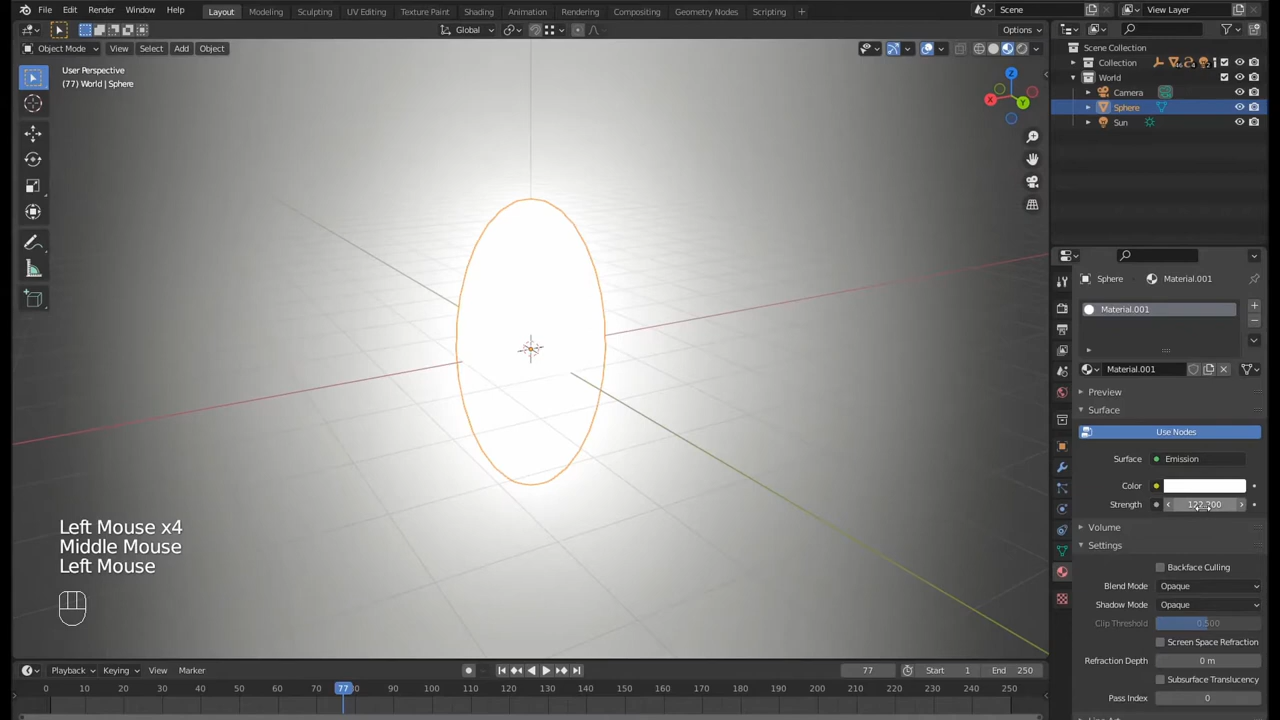 File Edit Render Window Help Layout Modeling Sculpting UV Editing Texture Paint Shading Animation Rendering Compositing Geometry Nodes Scripting + Scene View Layer
Global Options
Object Mode View Select Add Object
User Perspective
(77) World | Sphere
X Y Z
Scene Collection
Collection
World
Camera
Sphere
Sun
Sphere Material.001
Material.001
Material.001
Preview
Surface
Use Nodes
Surface Emission
Color
Strength
Volume
Settings
Backface Culling
Blend Mode Opaque
Shadow Mode Opaque
Clip Threshold 0.500
Screen Space Refraction
Refraction Depth 0 m
Subsurface Translucency
Pass Index 0
Left Mouse x4
Middle Mouse
Left Mouse
Playback Keying View Marker 77 Start 1 End 250
0 10 20 30 40 50 60 70 77 90 100 110 120 130 140 150 160 170 180 190 200 210 220 230 240 250